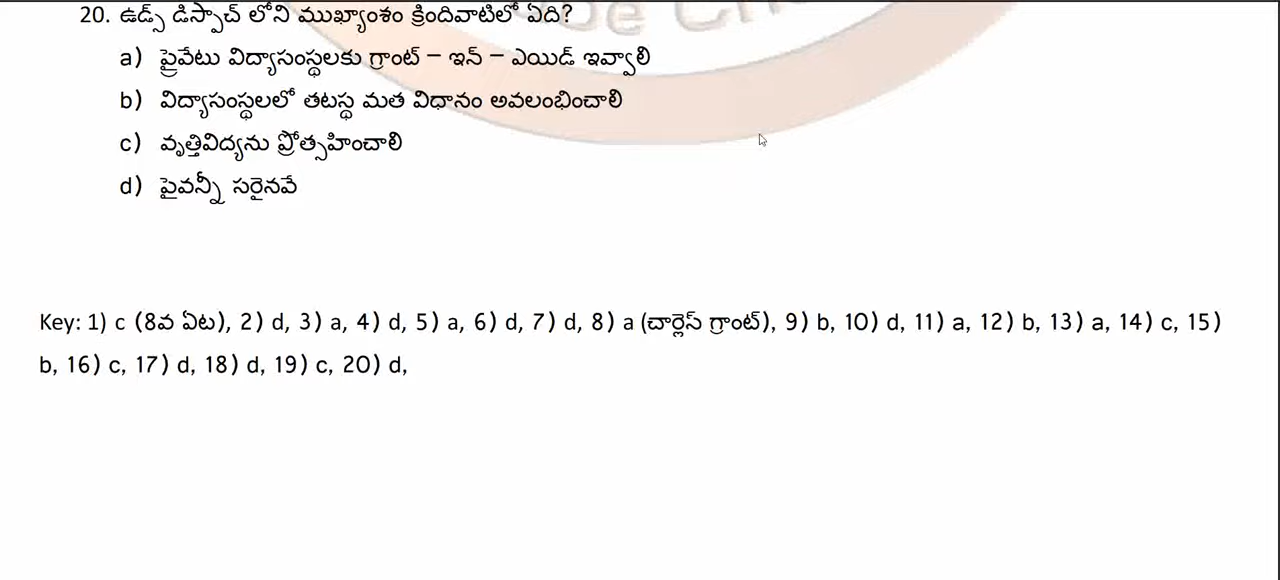 20. ఉడ్స్ డిస్పాచ్ లోని ముఖ్యాంశం క్రిందివాటిలో ఏది?
a) ప్రైవేటు విద్యాసంస్థలకు గ్రాంట్ – ఇన్ – ఎయిడ్ ఇవ్వాలి
b) విద్యాసంస్థలలో తటస్థ మత విధానం అవలంభించాలి
c) వృత్తివిద్యను ప్రోత్సహించాలి
d) పైవన్నీ సరైనవే
Key: 1) c (8వ ఏట), 2) d, 3) a, 4) d, 5) a, 6) d, 7) d, 8) a (చార్లెస్ గ్రాంట్), 9) b, 10) d, 11) a, 12) b, 13) a, 14) c, 15)
b, 16) c, 17) d, 18) d, 19) c, 20) d,